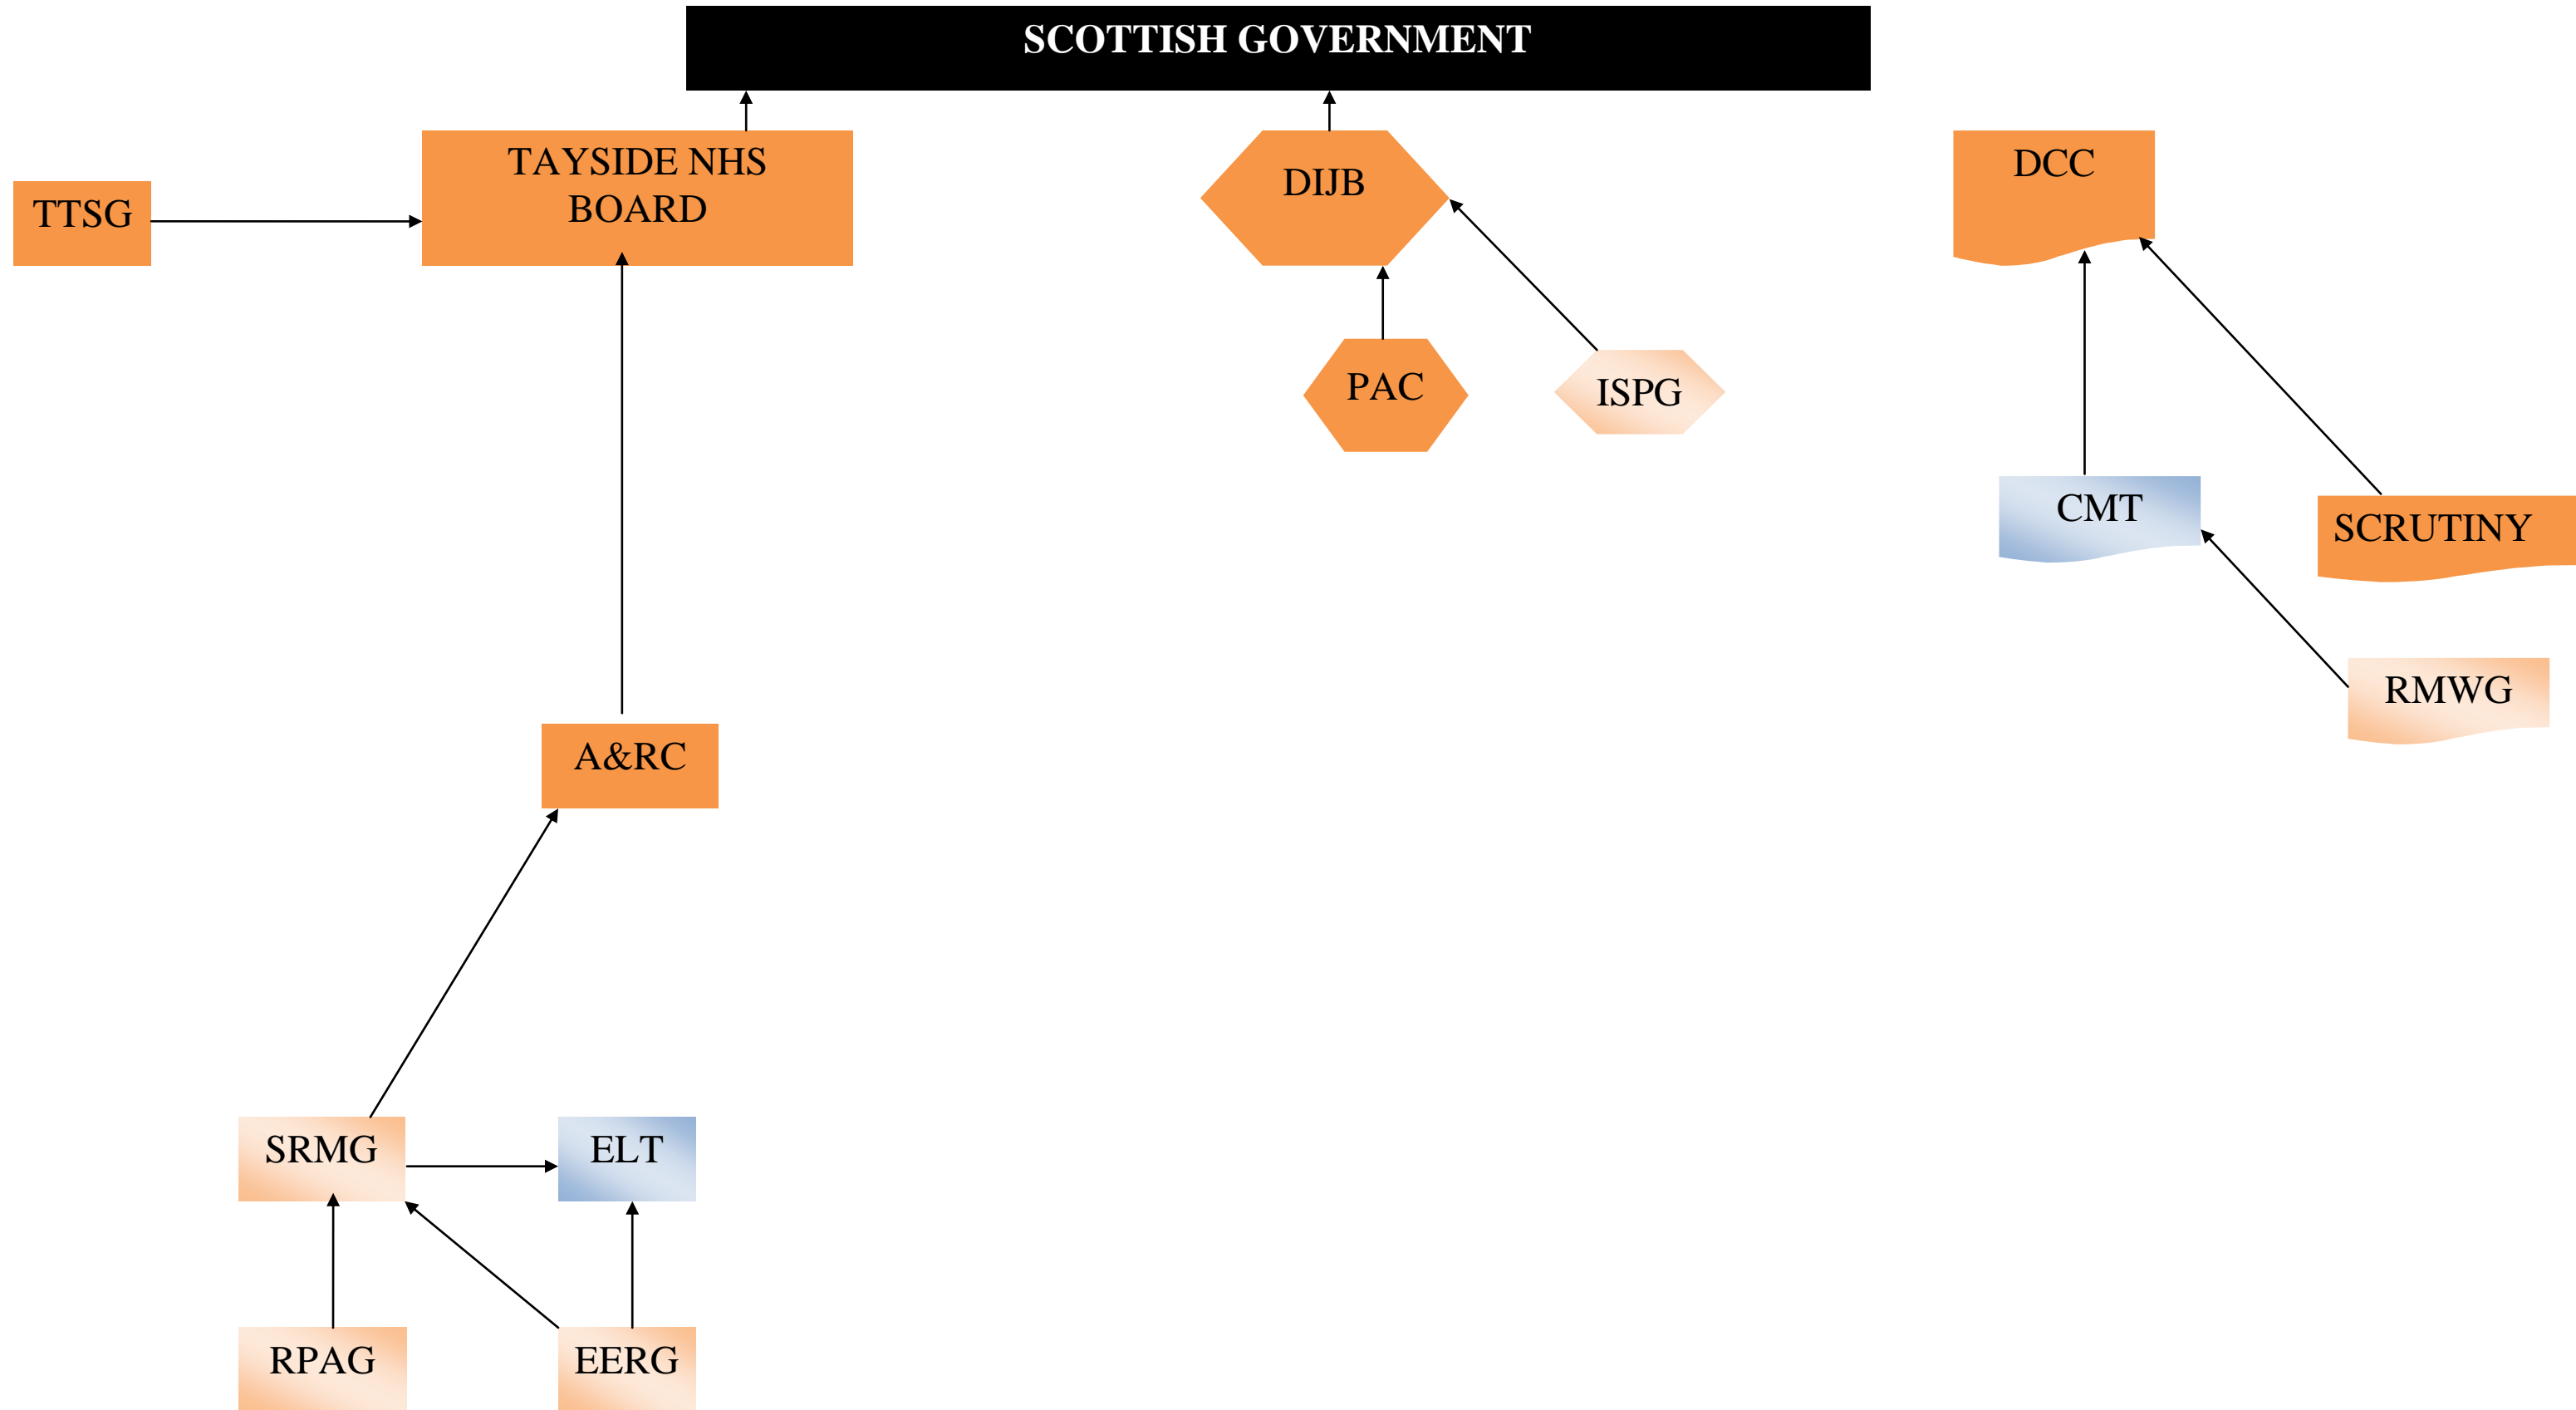 SCOTTISH GOVERNMENT
TAYSIDE NHS
BOARD
TTSG
DIJB
DCC
PAC
ISPG
CMT
SCRUTINY
RMWG
A&RC
SRMG
ELT
RPAG
EERG